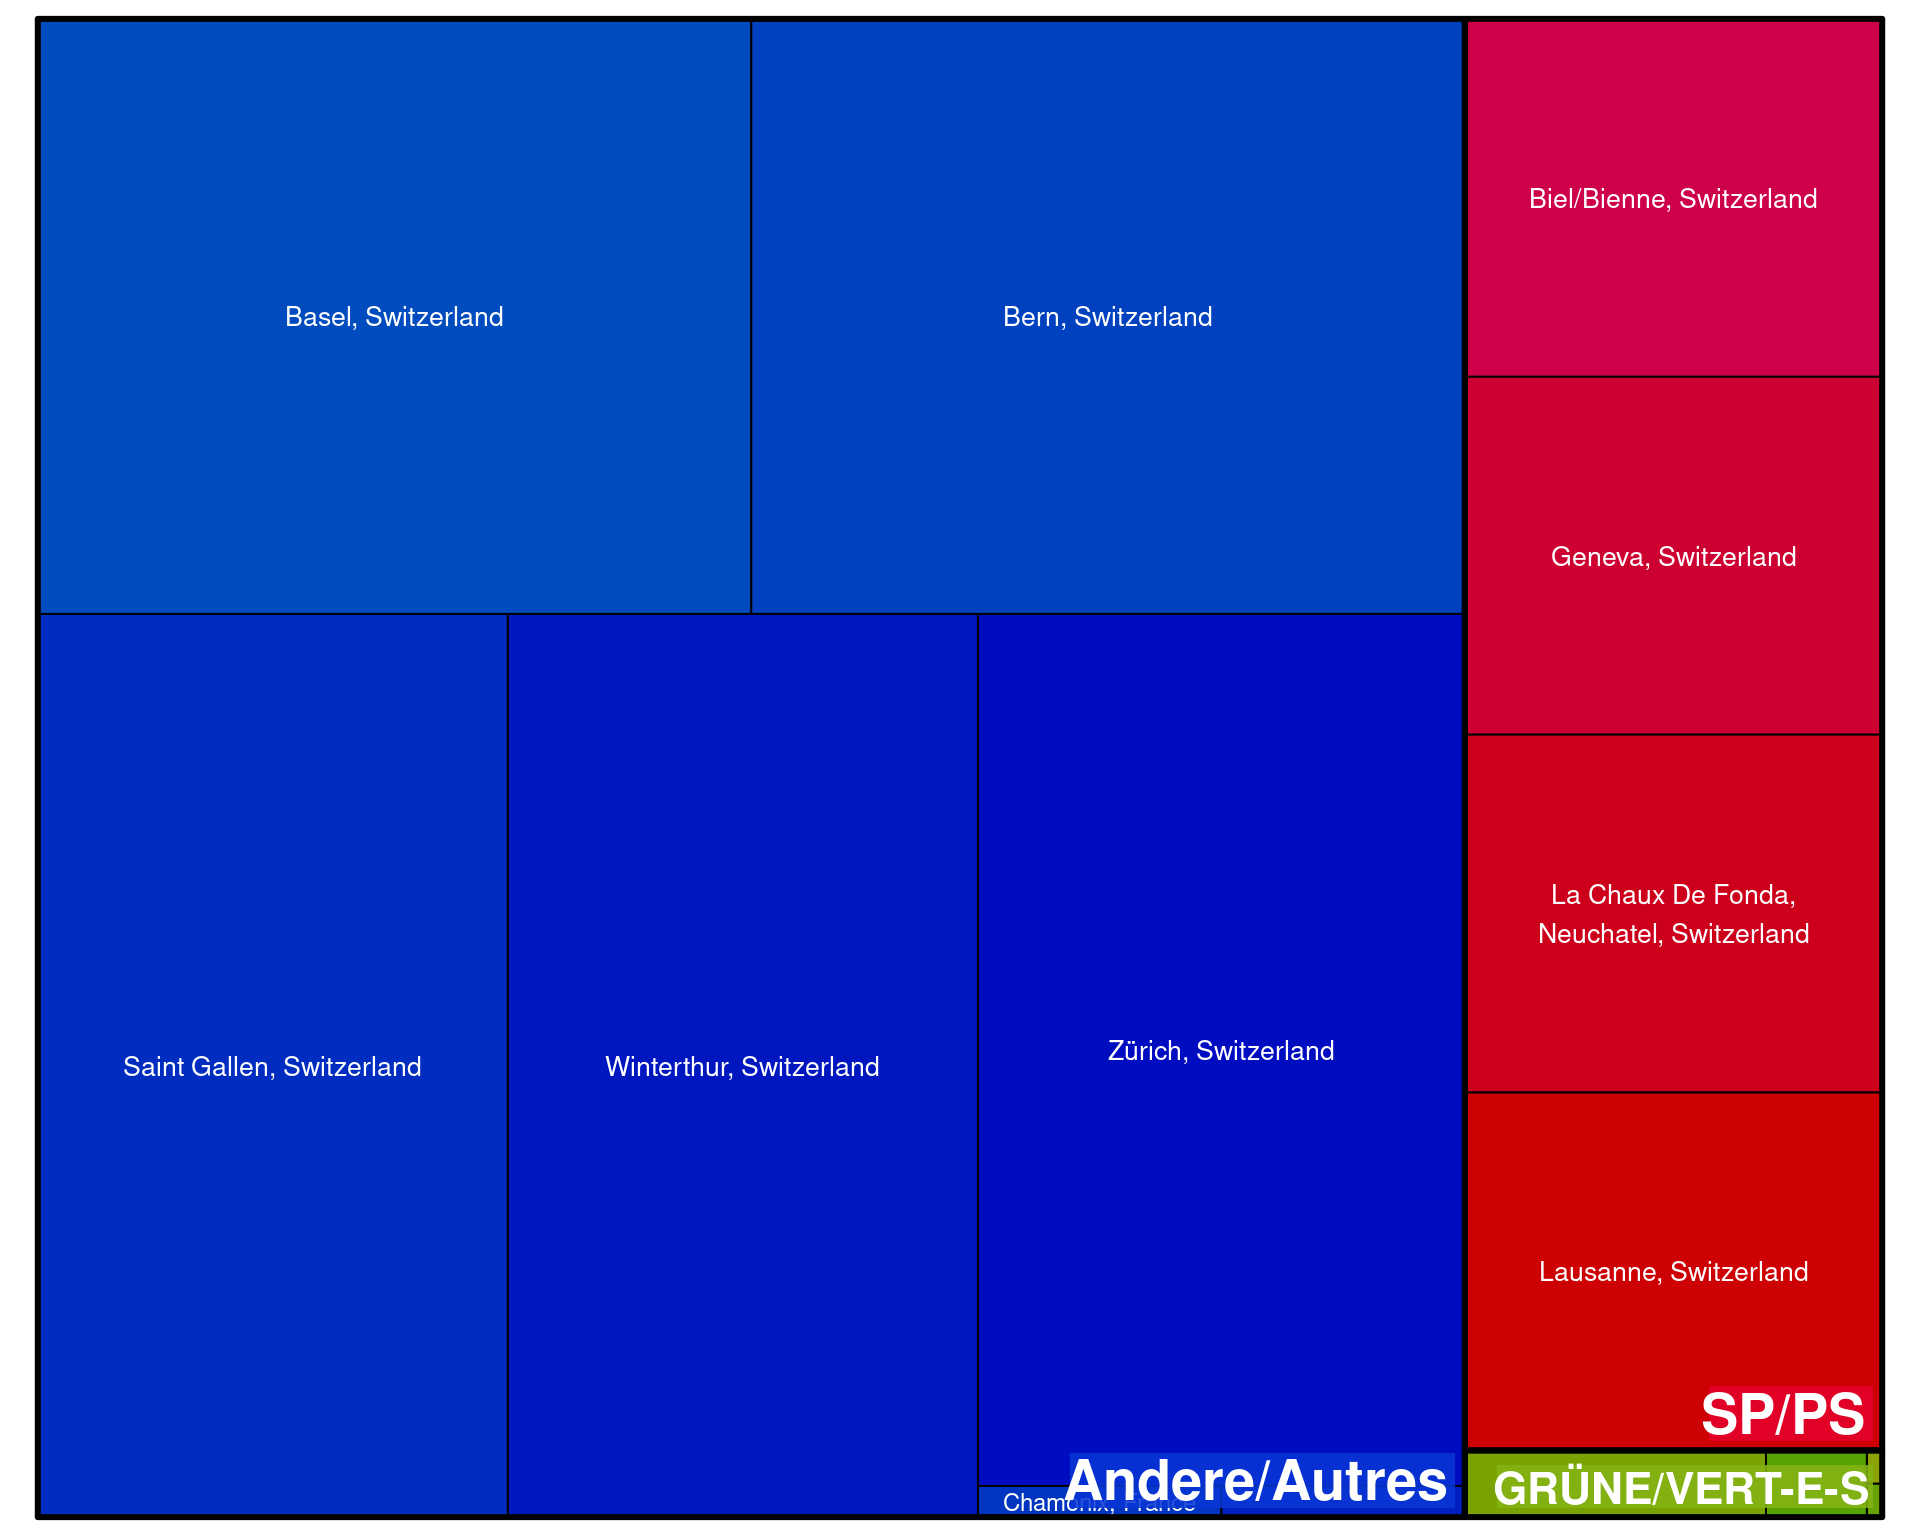 Basel, Switzerland
Bern, Switzerland
Biel/Bienne, Switzerland
Geneva, Switzerland
La Chaux De Fonda,
Neuchatel, Switzerland
Saint Gallen, Switzerland
Winterthur, Switzerland
Zürich, Switzerland
Lausanne, Switzerland
SP/PS
Chamonix, France
Andere/Autres
GRÜNE/VERT-E-S